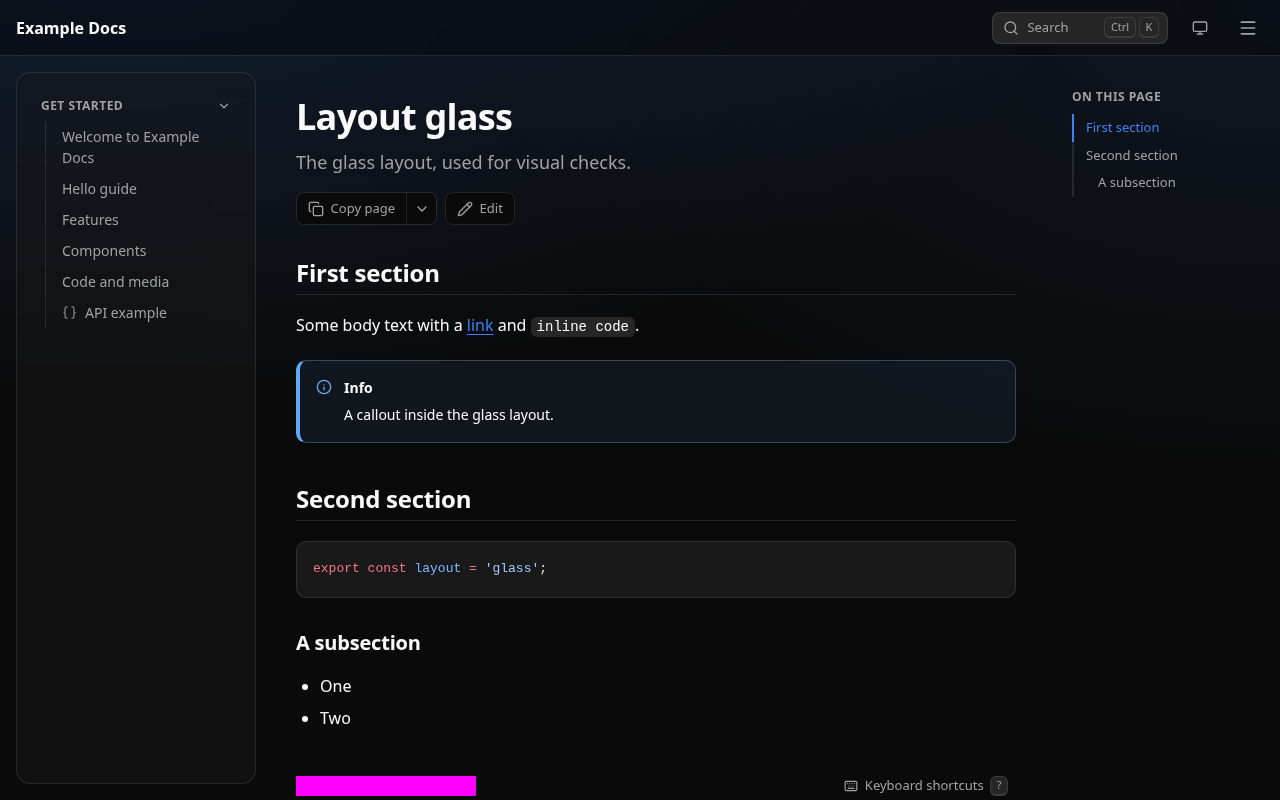 Example Docs
Search Ctrl K
GET STARTED
Welcome to Example
Docs
Hello guide
Features
Components
Code and media
API example
Layout glass
The glass layout, used for visual checks.
Copy page
Edit
First section
Some body text with a link and inline code.
Info
A callout inside the glass layout.
Second section
export const layout = 'glass';
A subsection
One
Two
Keyboard shortcuts ?
ON THIS PAGE
First section
Second section
A subsection